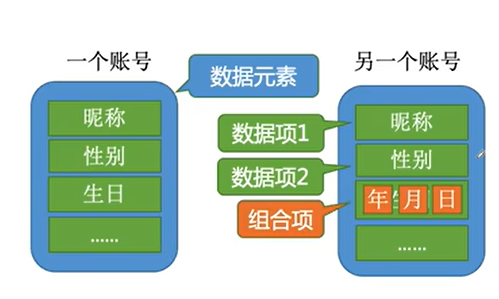 一个账号
数据元素
另一个账号
昵称
性别
生日
......
数据项1
数据项2
组合项
昵称
性别
年 月 日
......